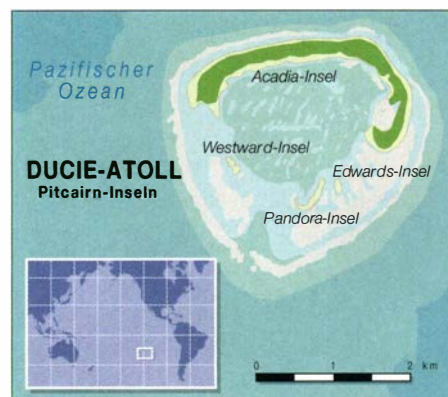 Pazifischer
Ozean
Acadia-Insel
Westward-Insel
Edwards-Insel
DUCIE-ATOLL
Pitcairn-Inseln
Pandora-Insel
0 1 2 km